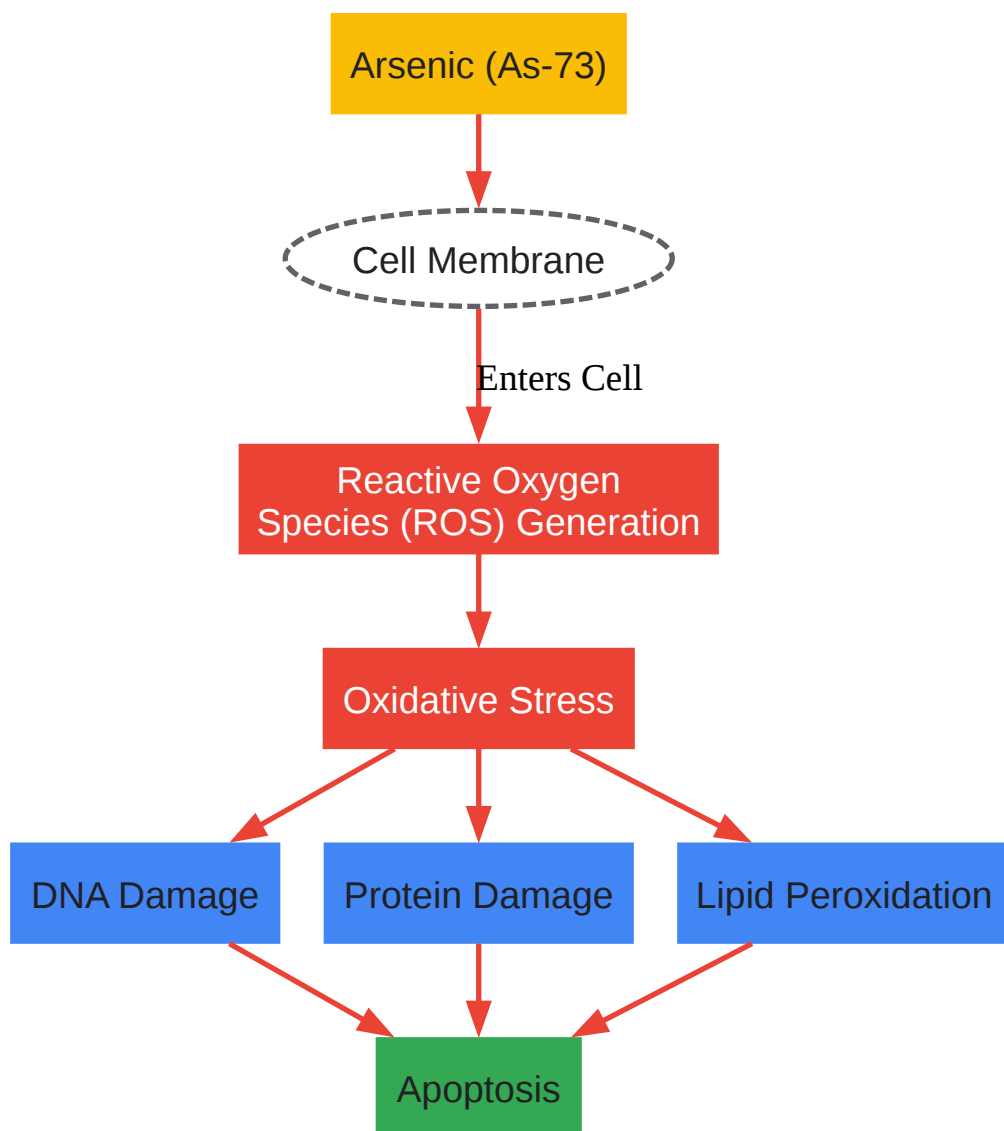 Arsenic (As-73)
Cell Membrane
Enters Cell
Reactive Oxygen
Species (ROS) Generation
Oxidative Stress
DNA Damage
Protein Damage
Lipid Peroxidation
Apoptosis